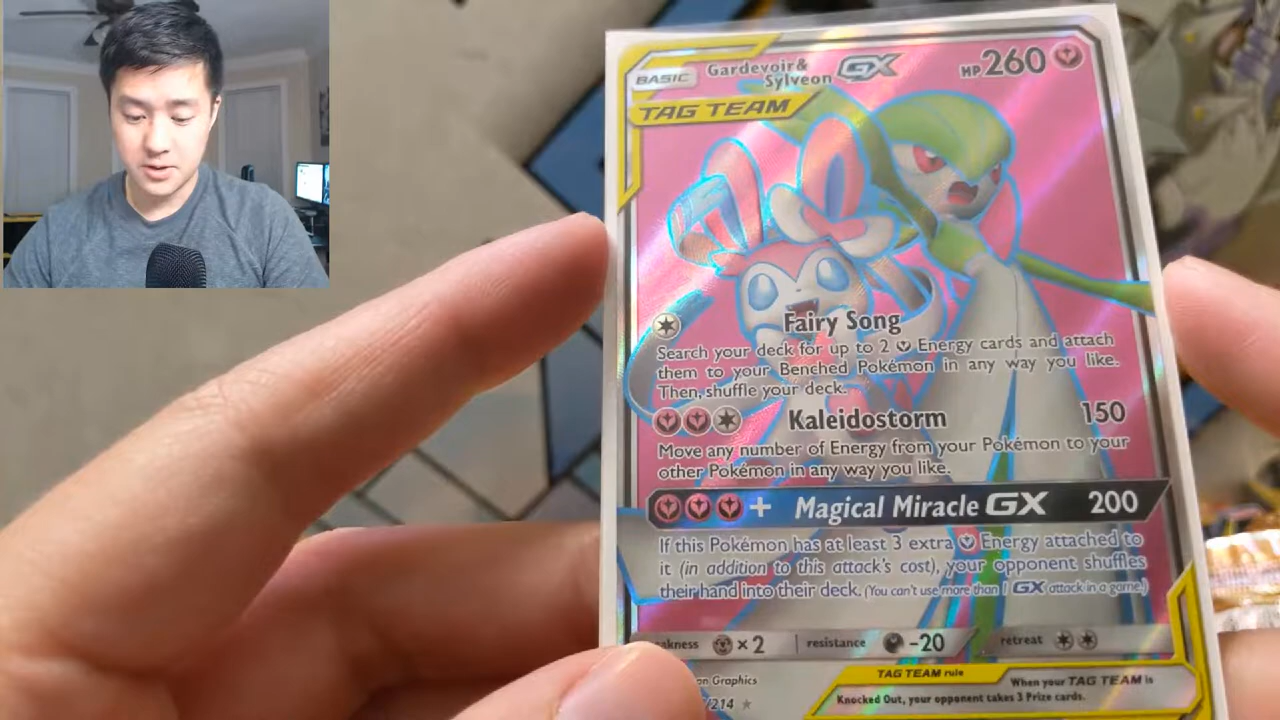 BASIC Gardevoir & Sylveon GX HP260
TAG TEAM
Fairy Song
Search your deck for up to 2 Energy cards and attach
them to your Benched Pokémon in any way you like.
Then, shuffle your deck.
Kaleidostorm 150
Move any number of Energy from your Pokémon to your
other Pokémon in any way you like.
+ Magical Miracle GX 200
If this Pokémon has at least 3 extra Energy attached to
it (in addition to this attack's cost), your opponent shuffles
their hand into their deck. (You can't use more than 1 GX attack in a game.)
×2 resistance -20 retreat
Graphics TAG TEAM rule When your TAG TEAM is
/214 Knocked Out, your opponent takes 3 Prize cards.